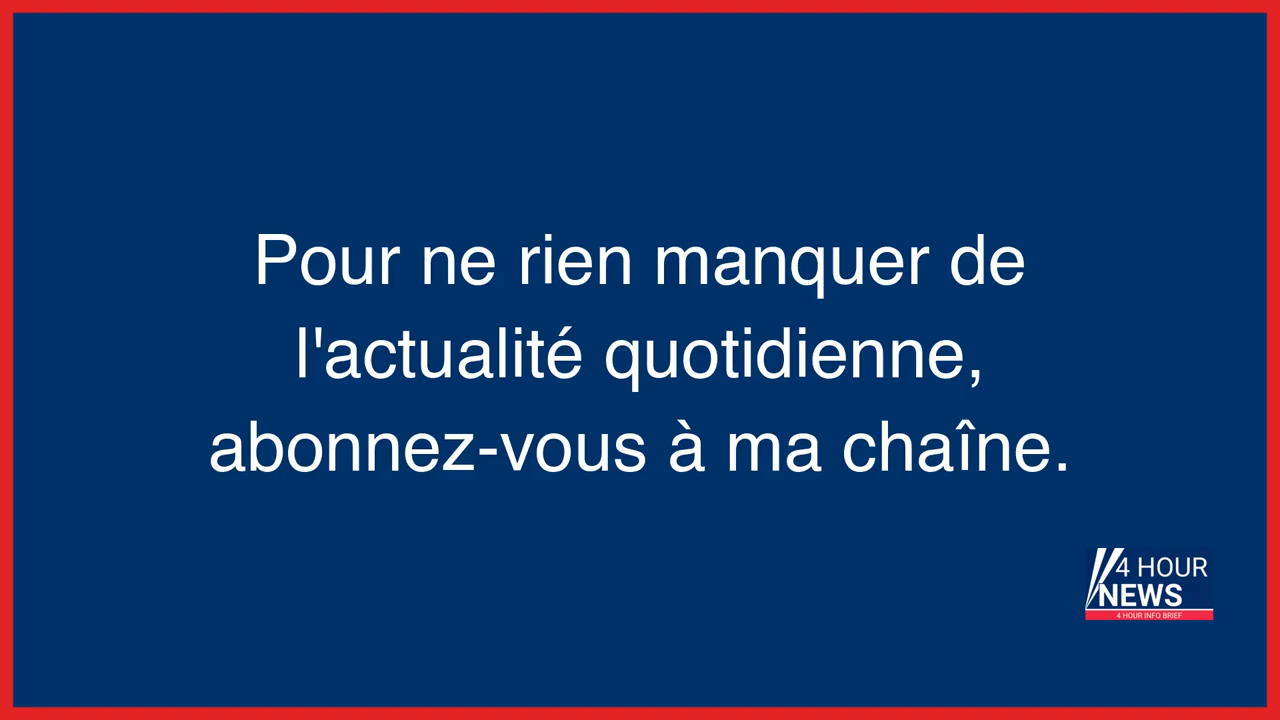 Pour ne rien manquer de
l'actualité quotidienne,
abonnez-vous à ma chaîne.
4 HOUR
NEWS
4 HOUR INFO BRIEF